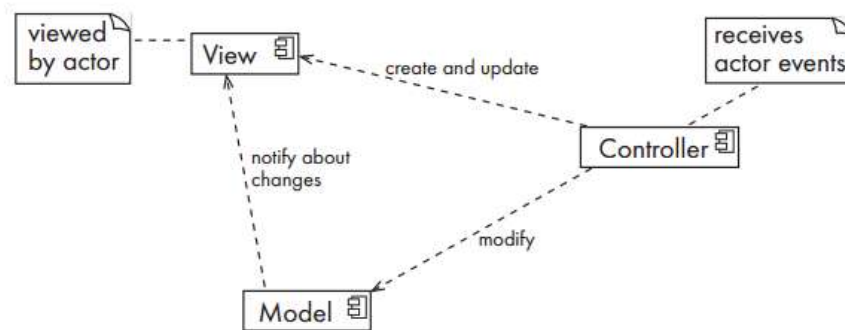 viewed
by actor
View
create and update
receives
actor events
Controller
notify about
changes
modify
Model